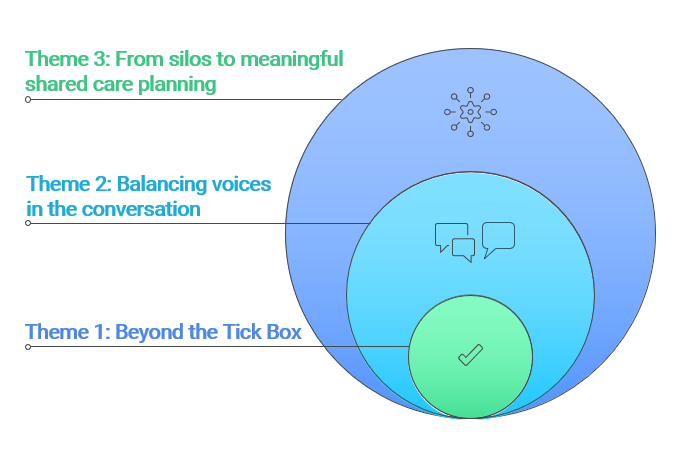 Theme 3: From silos to meaningful
shared care planning
Theme 2: Balancing voices
in the conversation
Theme 1: Beyond the Tick Box